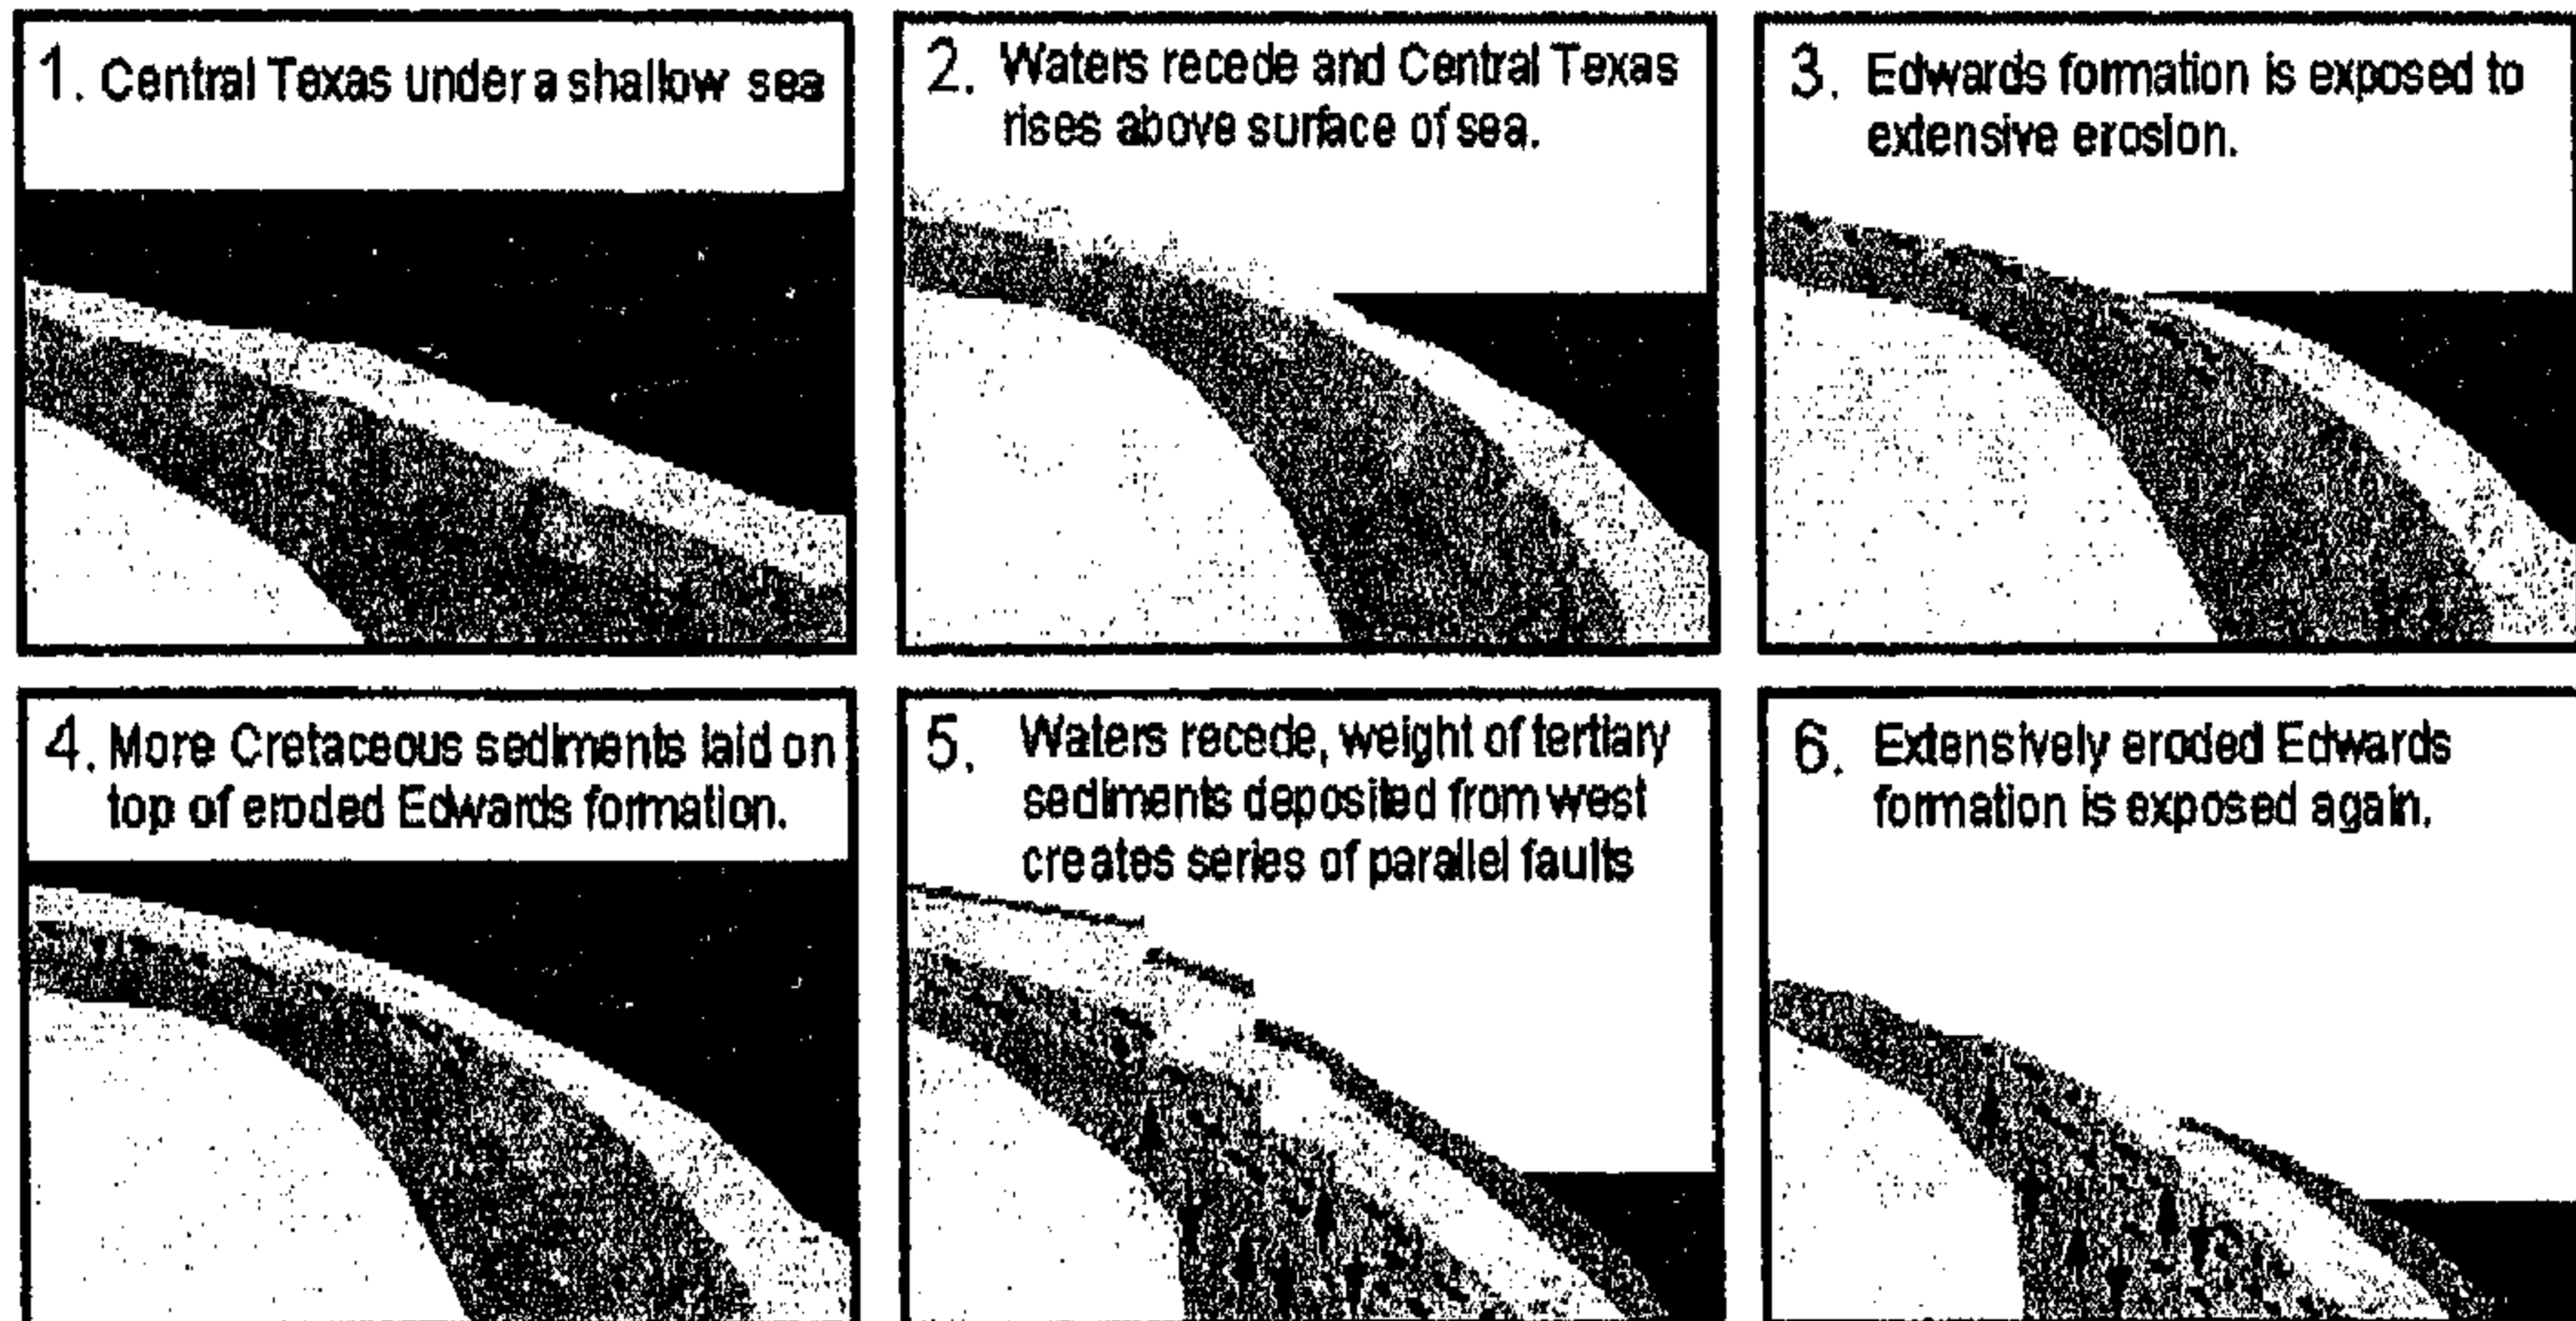 1. Central Texas under a shallow sea
2. Waters recede and Central Texas
rises above surface of sea.
3. Edwards formation is exposed to
extensive erosion.
4. More Cretaceous sediments laid on
top of eroded Edwards formation.
5. Waters recede, weight of tertiary
sediments deposited from west
creates series of parallel faults
6. Extensively eroded Edwards
formation is exposed again.